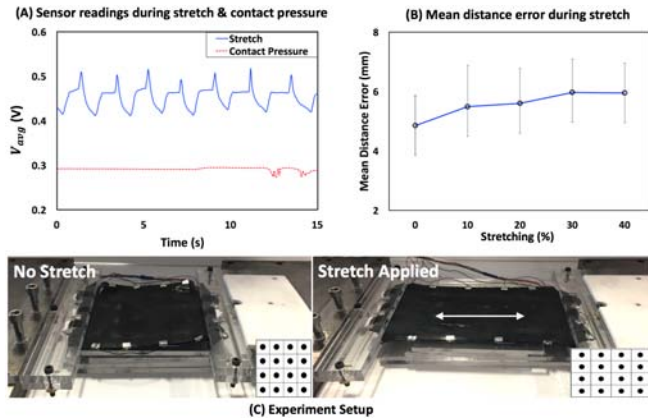 (A) Sensor readings during stretch & contact pressure
0.6
0.5
0.4
0.3
0.2
V_avg (V)
Stretch
Contact Pressure
0
5
10
15
Time (s)
(B) Mean distance error during stretch
8
6
4
2
Mean Distance Error (mm)
0
10
20
30
40
Stretching (%)
No Stretch
Stretch Applied
(C) Experiment Setup